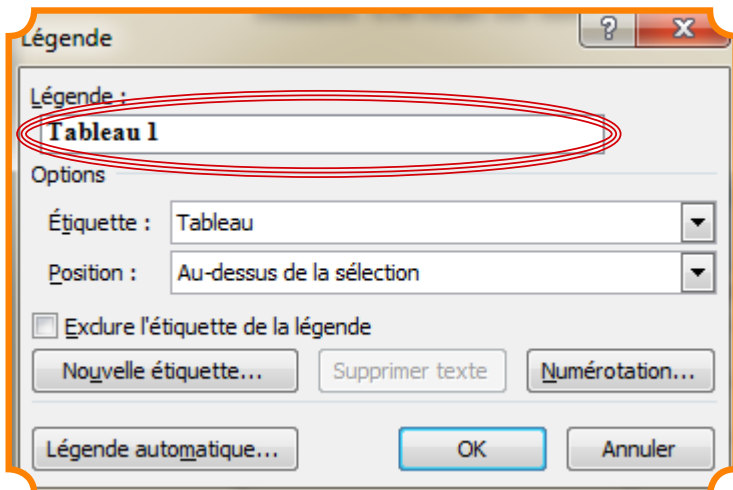 Légende
?
X
Légende :
Tableau 1
Options
Étiquette : Tableau
Position : Au-dessus de la sélection
Exclure l'étiquette de la légende
Nouvelle étiquette... Supprimer texte Numérotation...
Légende automatique... OK Annuler